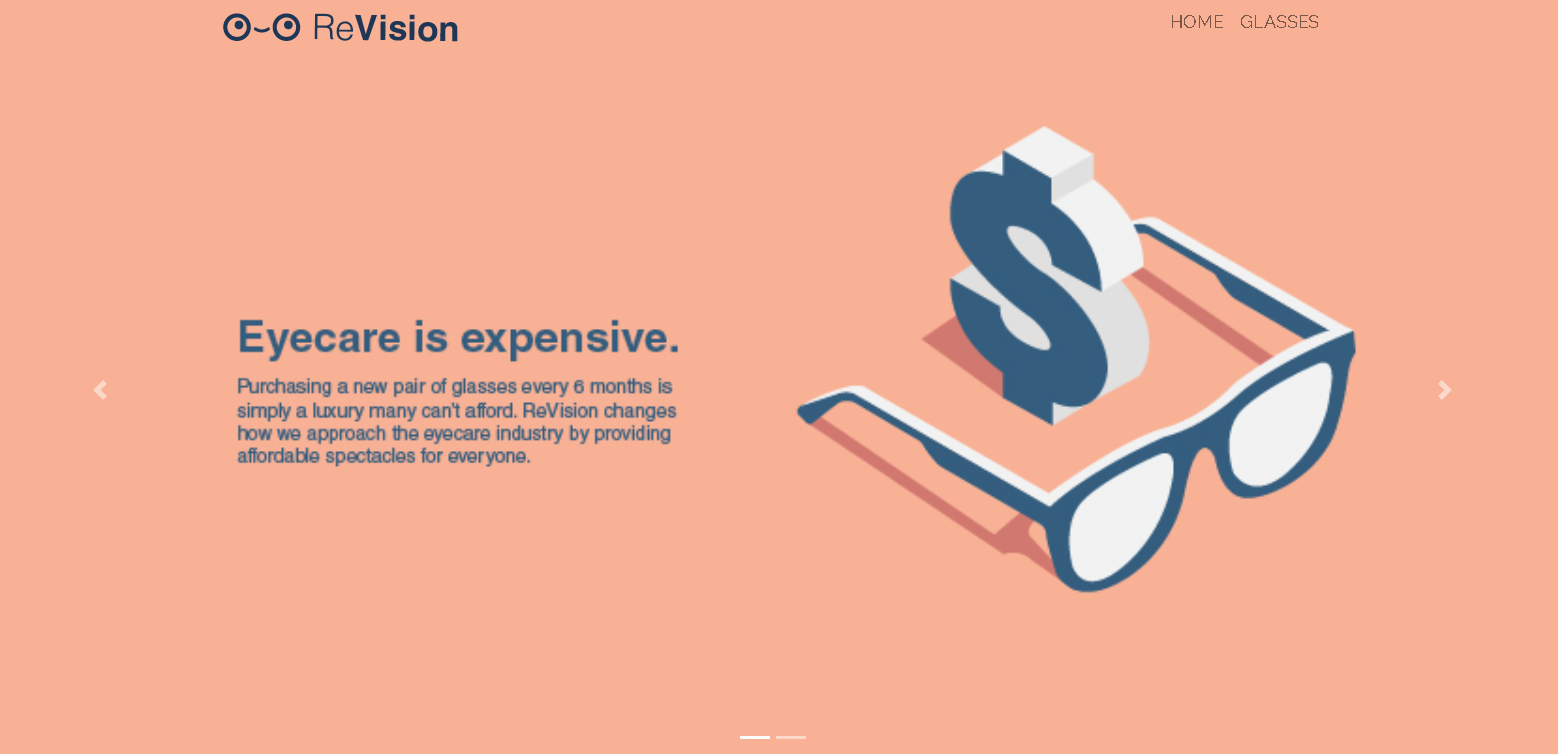 ReVision
HOME GLASSES
Eyecare is expensive.
Purchasing a new pair of glasses every 6 months is
simply a luxury many can't afford. ReVision changes
how we approach the eyecare industry by providing
affordable spectacles for everyone.